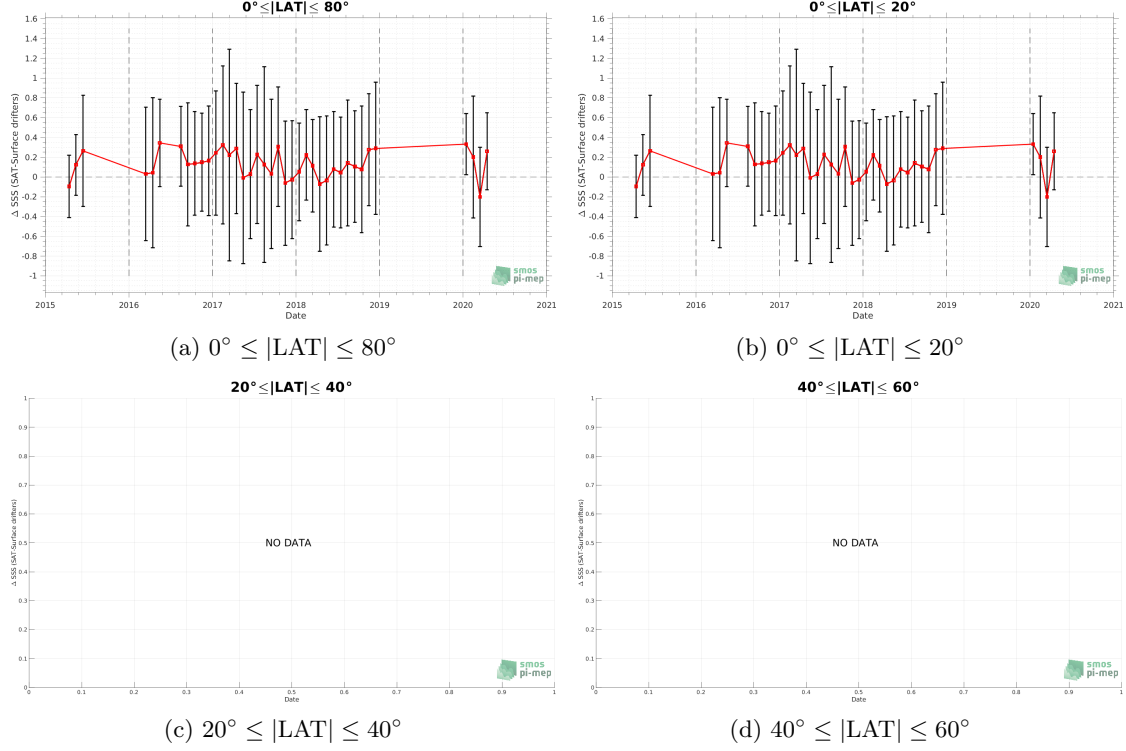 0°≤|LAT|≤ 80°
Δ SSS (SAT-Surface drifters)
1.6
1.4
1.2
1
0.8
0.6
0.4
0.2
0
-0.2
-0.4
-0.6
-0.8
-1
smos
pi-mep
2015 2016 2017 2018 2019 2020 2021
Date
(a) 0° ≤ |LAT| ≤ 80°
0°≤|LAT|≤ 20°
Δ SSS (SAT-Surface drifters)
1.6
1.4
1.2
1
0.8
0.6
0.4
0.2
0
-0.2
-0.4
-0.6
-0.8
-1
smos
pi-mep
2015 2016 2017 2018 2019 2020 2021
Date
(b) 0° ≤ |LAT| ≤ 20°
20°≤|LAT|≤ 40°
Δ SSS (SAT-Surface drifters)
1
0.9
0.8
0.7
0.6
0.5
0.4
0.3
0.2
0.1
0
NO DATA
smos
pi-mep
0 0.1 0.2 0.3 0.4 0.5 0.6 0.7 0.8 0.9 1
Date
(c) 20° ≤ |LAT| ≤ 40°
40°≤|LAT|≤ 60°
Δ SSS (SAT-Surface drifters)
1
0.9
0.8
0.7
0.6
0.5
0.4
0.3
0.2
0.1
0
NO DATA
smos
pi-mep
0 0.1 0.2 0.3 0.4 0.5 0.6 0.7 0.8 0.9 1
Date
(d) 40° ≤ |LAT| ≤ 60°